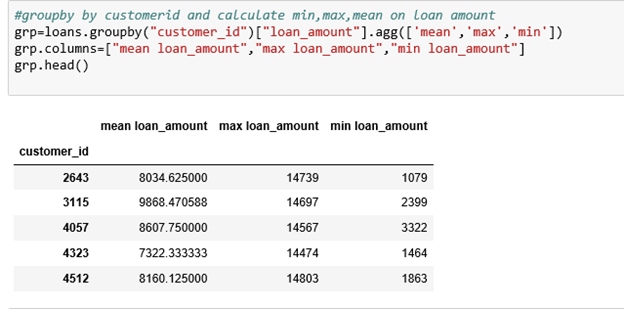 #groupby by customerid and calculate min,max,mean on loan amount
grp=loans.groupby("customer_id")["loan_amount"].agg(['mean','max','min'])
grp.columns=["mean loan_amount","max loan_amount","min loan_amount"]
grp.head()
mean loan_amount max loan_amount min loan_amount
customer_id
2643 8034.625000 14739 1079
3115 9868.470588 14697 2399
4057 8607.750000 14567 3322
4323 7322.333333 14474 1464
4512 8160.125000 14803 1863